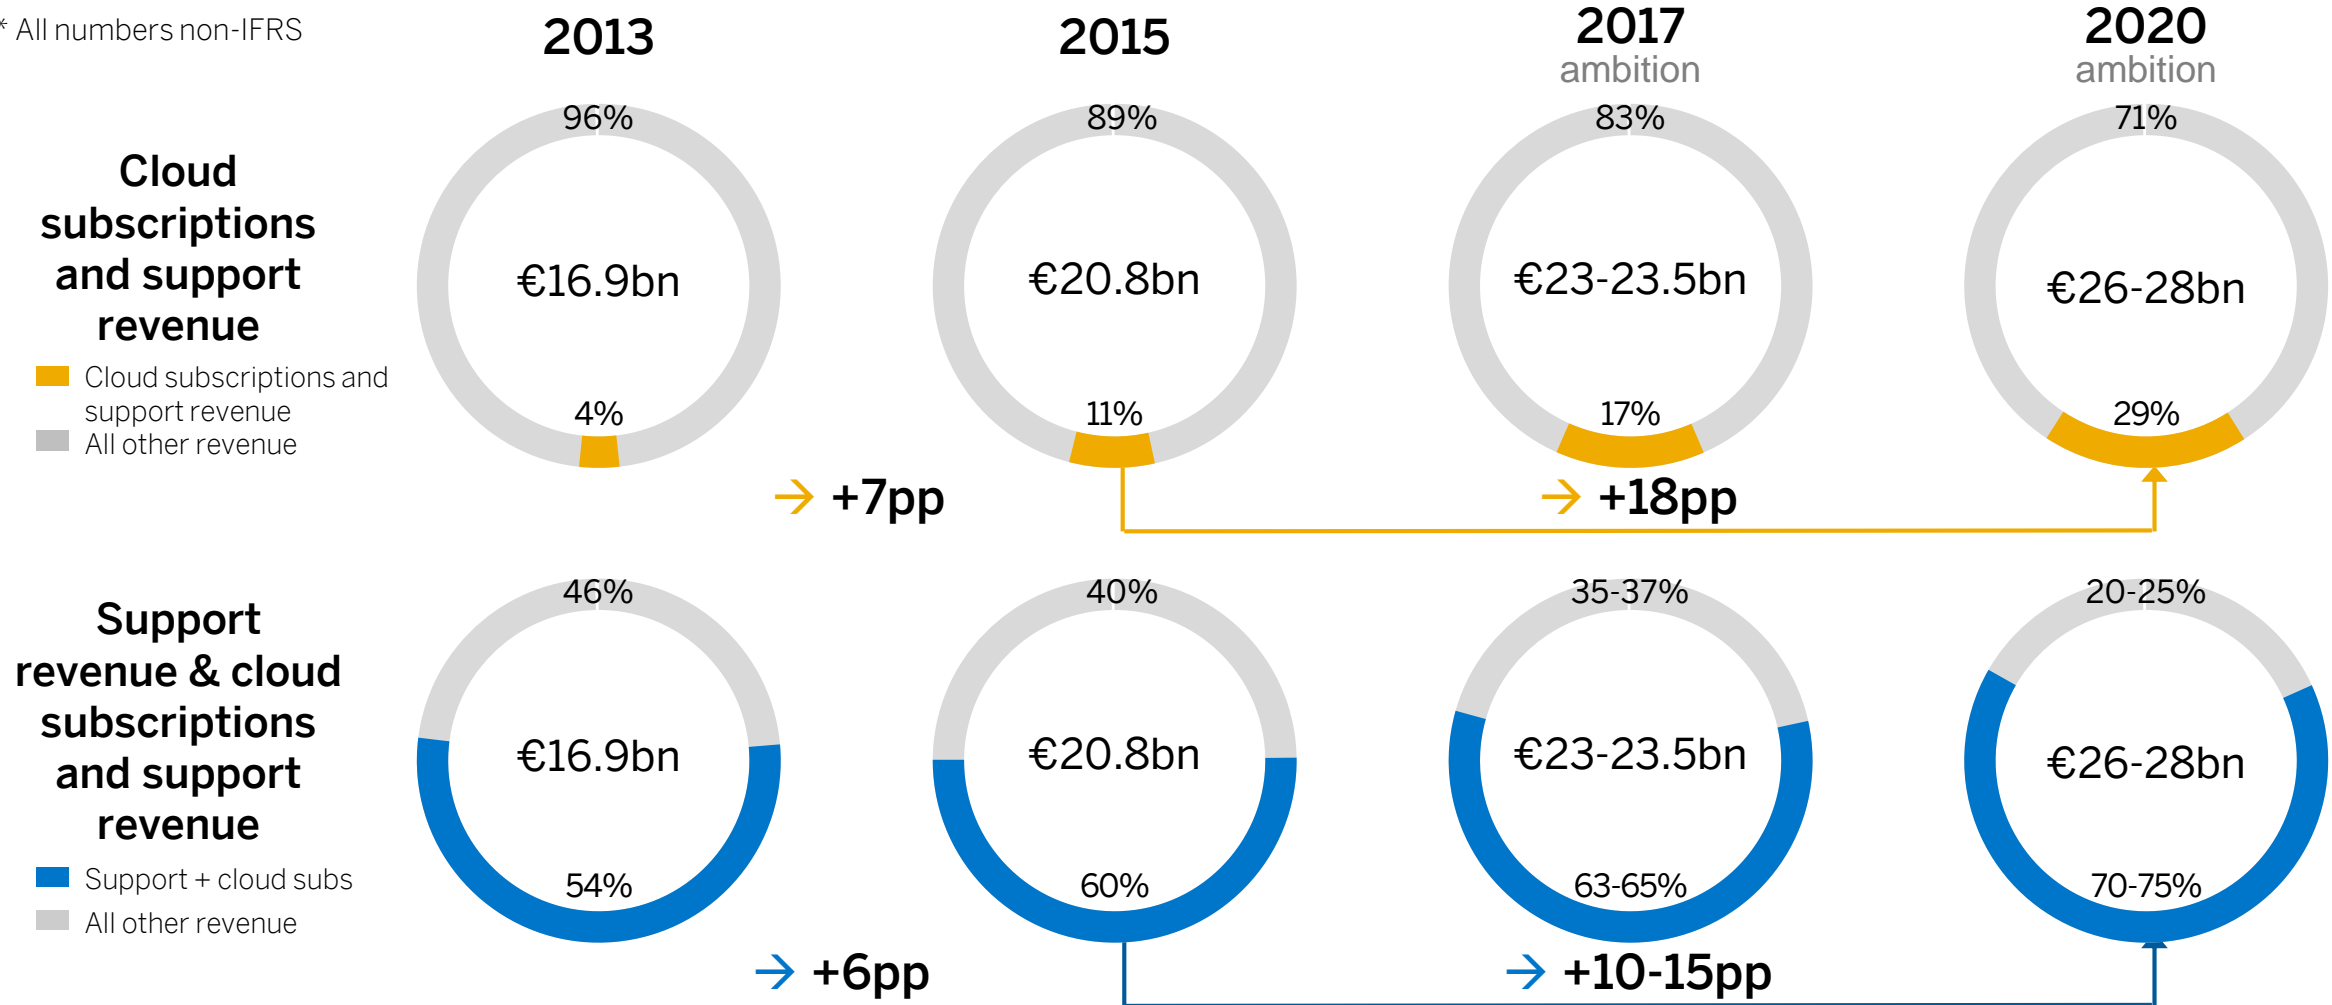 * All numbers non-IFRS
2013
2015
2017
ambition
2020
ambition
Cloud
subscriptions
and support
revenue
Cloud subscriptions and
support revenue
All other revenue
96%
€16.9bn
4%
89%
€20.8bn
11%
83%
€23-23.5bn
17%
71%
€26-28bn
29%
→ +7pp
→ +18pp
Support
revenue & cloud
subscriptions
and support
revenue
Support + cloud subs
All other revenue
46%
€16.9bn
54%
40%
€20.8bn
60%
35-37%
€23-23.5bn
63-65%
20-25%
€26-28bn
70-75%
→ +6pp
→ +10-15pp